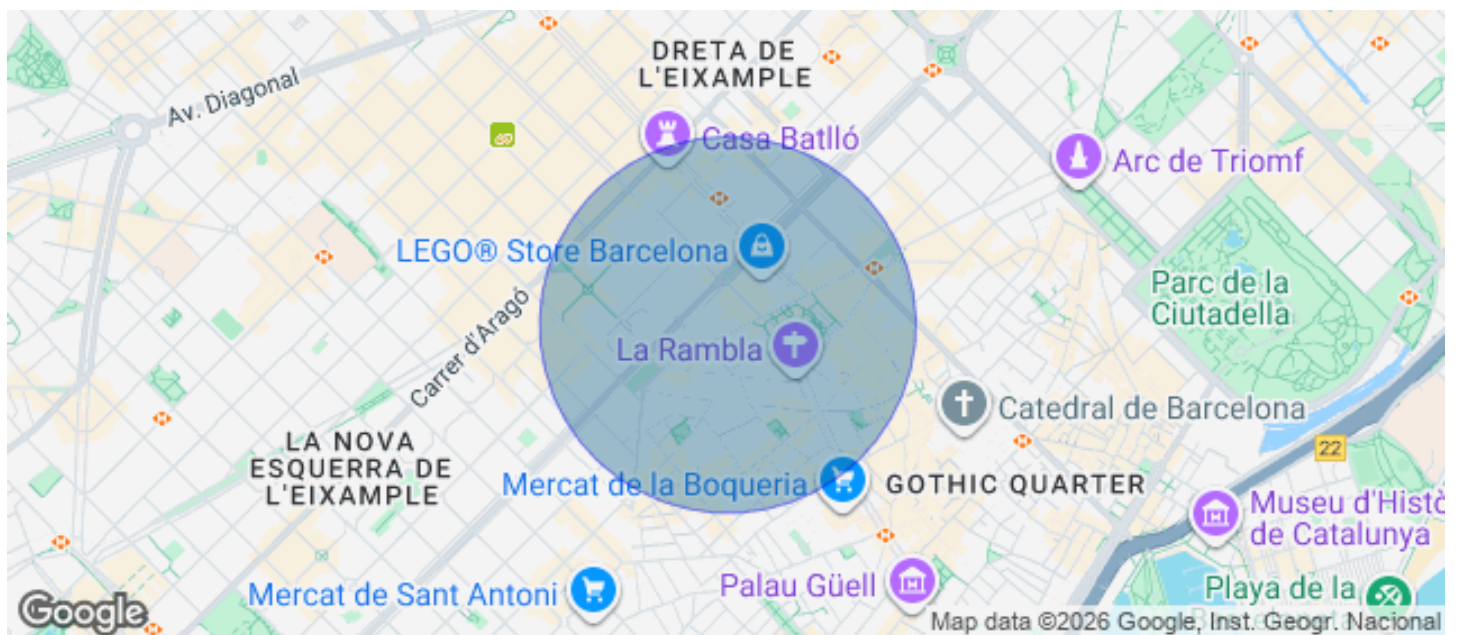 DRETA DE
L'EIXAMPLE
Av. Diagonal
Casa Batlló
Arc de Triomf
LEGO® Store Barcelona
Parc de la
Ciutadella
Carrer d'Aragó
La Rambla
Catedral de Barcelona
22
LA NOVA
ESQUERRA DE
L'EIXAMPLE
Mercat de la Boqueria
GOTHIC QUARTER
Museu d'Histò
de Catalunya
Palau Güell
Mercat de Sant Antoni
Playa de la
Google
Map data ©2026 Google, Inst. Geogr. Nacional